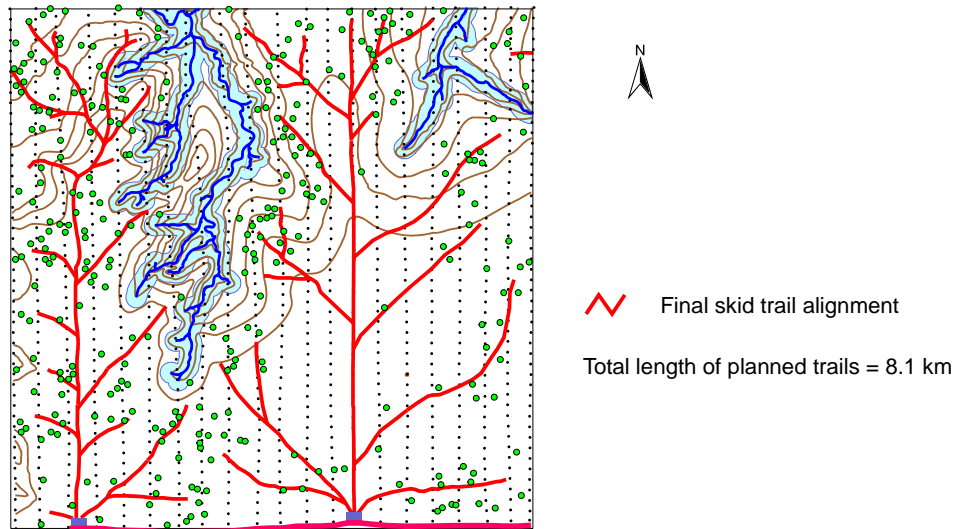 N
Final skid trail alignment
Total length of planned trails = 8.1 km